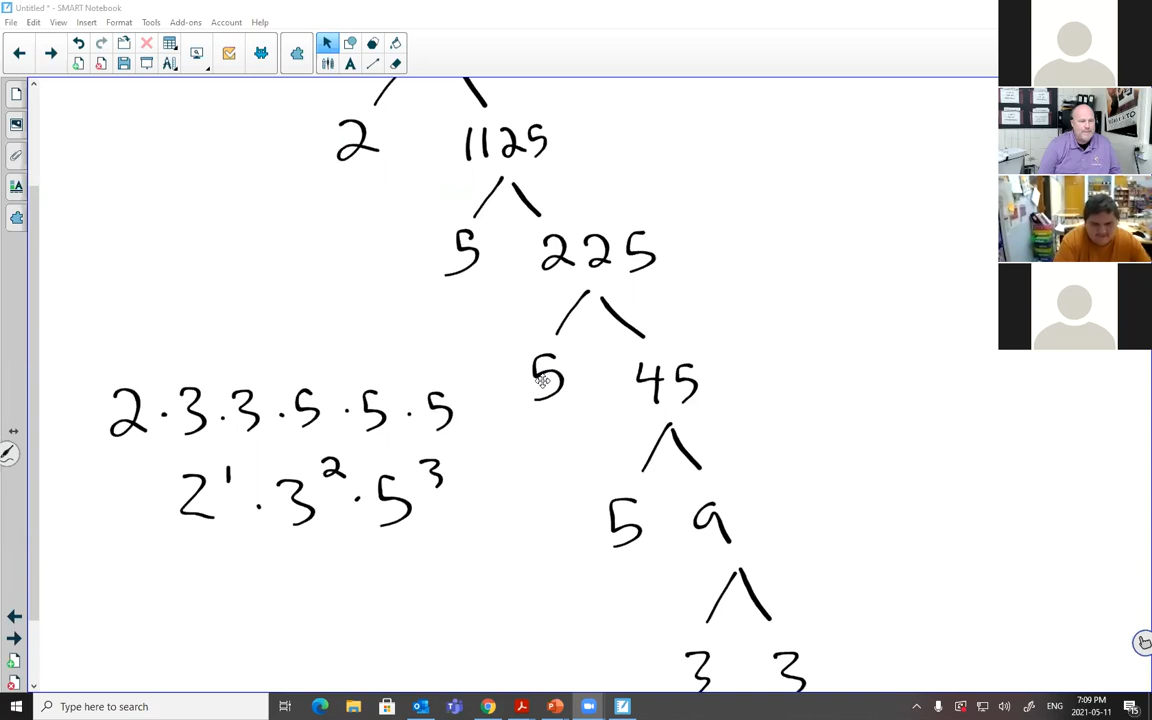 Untitled * - SMART Notebook
File Edit View Insert Format Tools Add-ons Account Help
2 1125
5 225
5 45
2 · 3 · 3 · 5 · 5 · 5
2¹ · 3² · 5³
5 9
3 3
Type here to search
ENG
7:09 PM
2021-05-11
15